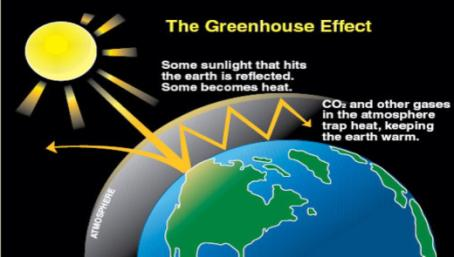 The Greenhouse Effect
Some sunlight that hits
the earth is reflected.
Some becomes heat.
CO₂ and other gases
in the atmosphere
trap heat, keeping
the earth warm.
ATMOSPHERE